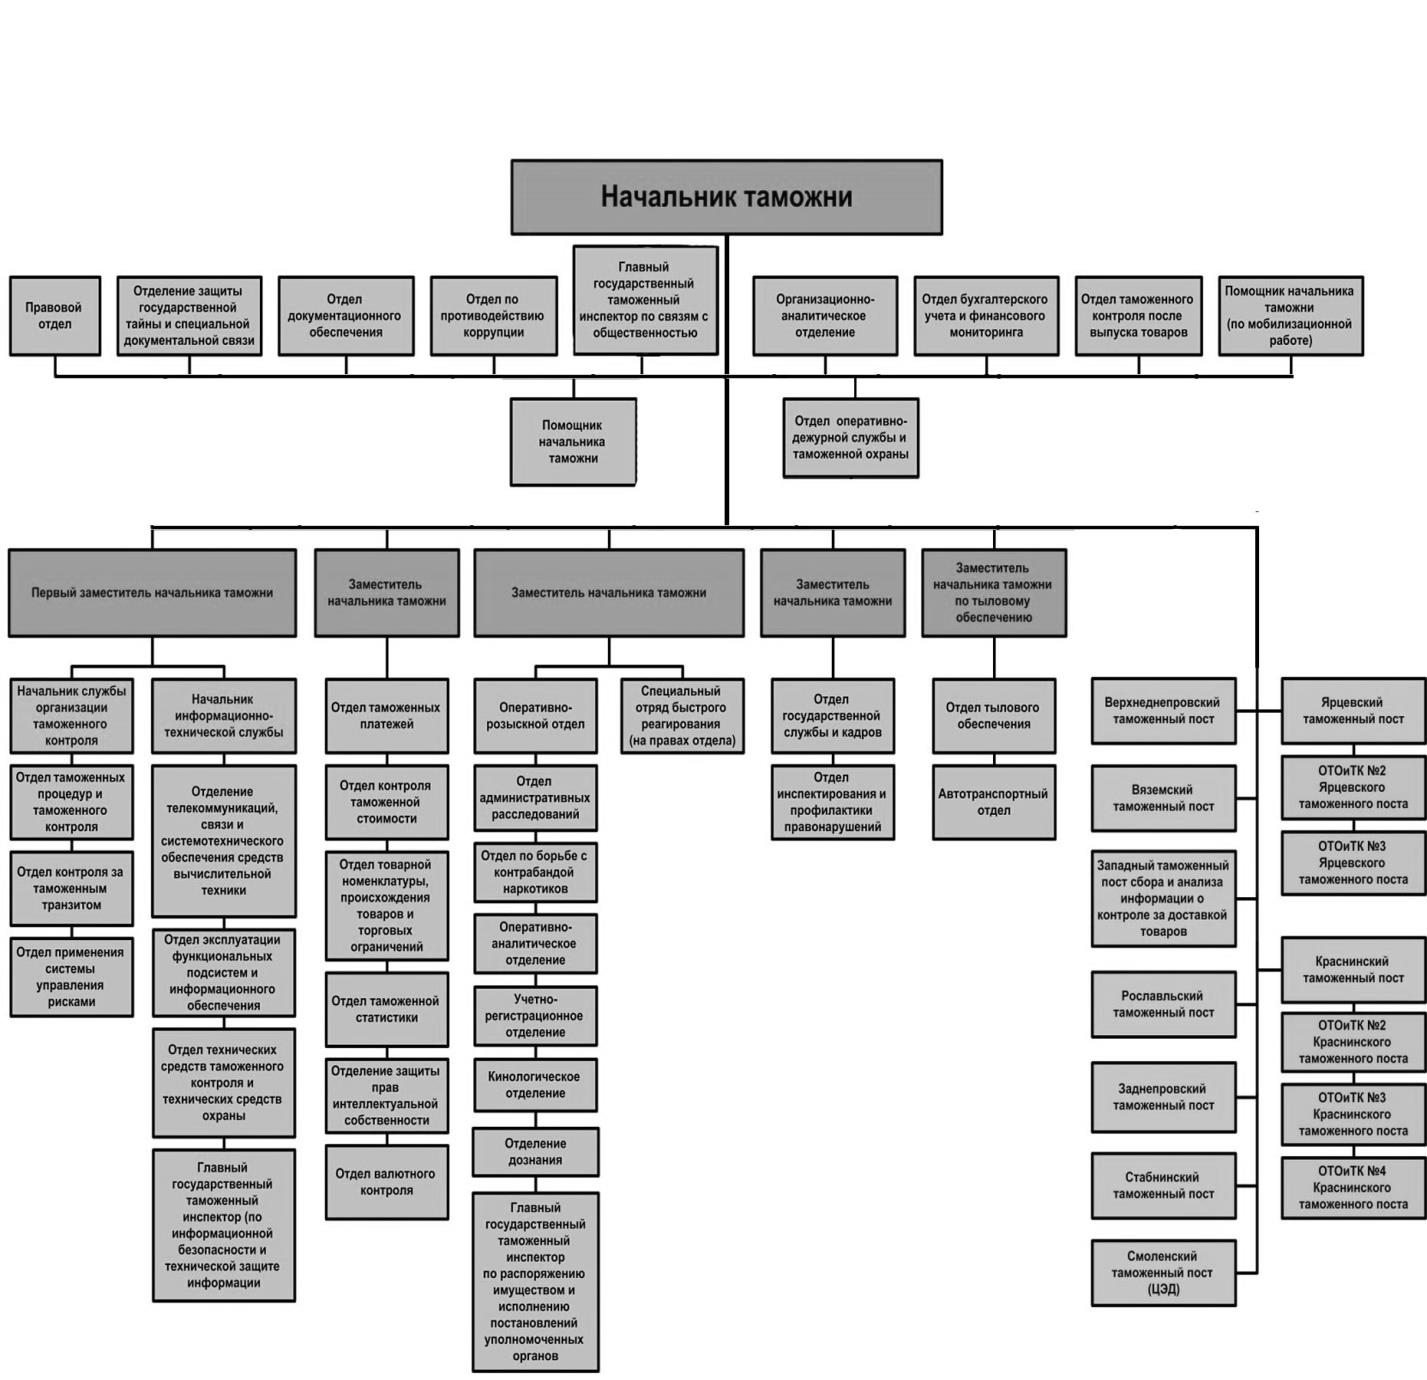 Начальник таможни
Правовой
отдел
Отделение защиты
государственной
тайны и специальной
документальной связи
Отдел
документационного
обеспечения
Отдел по
противодействию
коррупции
Главный
государственный
таможенный
инспектор по связям с
общественностью
Организационно-
аналитическое
отделение
Отдел бухгалтерского
учета и финансового
мониторинга
Отдел таможенного
контроля после
выпуска товаров
Помощник начальника
таможни
(по мобилизационной
работе)
Помощник
начальника
таможни
Отдел оперативно-
дежурной службы и
таможенной охраны
Первый заместитель начальника таможни
Заместитель
начальника таможни
Заместитель начальника таможни
Заместитель
начальника таможни
Заместитель
начальника таможни
по тыловому
обеспечению
Начальник службы
организации
таможенного
контроля
Отдел таможенных
процедур и
таможенного
контроля
Отдел контроля за
таможенным
транзитом
Отдел применения
системы
управления
рисками
Начальник
информационно-
технической службы
Отделение
телекоммуникаций,
связи и
системотехнического
обеспечения средств
вычислительной
техники
Отдел эксплуатации
функциональных
подсистем и
информационного
обеспечения
Отдел технических
средств таможенного
контроля и
технических средств
охраны
Главный
государственный
таможенный
инспектор (по
информационной
безопасности и
технической защите
информации
Отдел таможенных
платежей
Отдел контроля
таможенной
стоимости
Отдел товарной
номенклатуры,
происхождения
товаров и
торговых
ограничений
Отдел таможенной
статистики
Отделение защиты
прав
интеллектуальной
собственности
Отдел валютного
контроля
Оперативно-
розыскной отдел
Отдел
административных
расследований
Отдел по борьбе с
контрабандой
наркотиков
Оперативно-
аналитическое
отделение
Учетно-
регистрационное
отделение
Кинологическое
отделение
Отделение
дознания
Главный
государственный
таможенный
инспектор
по распоряжению
имуществом и
исполнению
постановлений
уполномоченных
органов
Специальный
отряд быстрого
реагирования
(на правах отдела)
Отдел
государственной
службы и кадров
Отдел
инспектирования и
профилактики
правонарушений
Отдел тылового
обеспечения
Автотранспортный
отдел
Верхнеднепровский
таможенный пост
Вяземский
таможенный пост
Западный таможенный
пост сбора и анализа
информации о
контроле за доставкой
товаров
Рославльский
таможенный пост
Заднепровский
таможенный пост
Стабнинский
таможенный пост
Смоленский
таможенный пост
(ЦЭД)
Ярцевский
таможенный пост
ОТОиТК №2
Ярцевского
таможенного поста
ОТОиТК №3
Ярцевского
таможенного поста
Краснинский
таможенный пост
ОТОиТК №2
Краснинского
таможенного поста
ОТОиТК №3
Краснинского
таможенного поста
ОТОиТК №4
Краснинского
таможенного поста